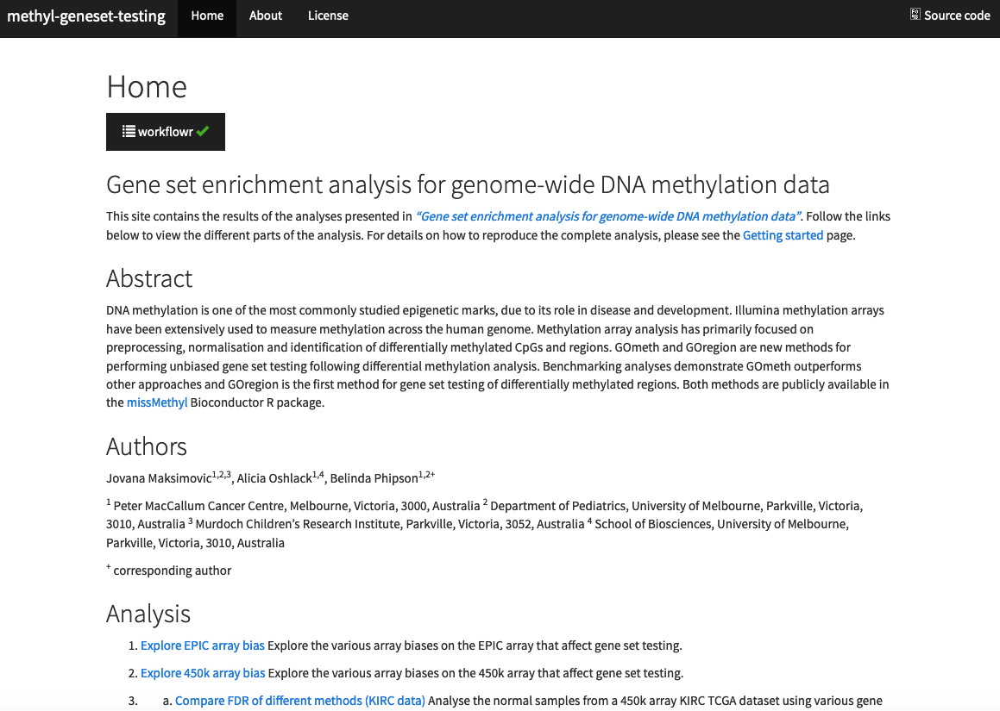 methyl-geneset-testing Home About License Source code
Home
workflowr
Gene set enrichment analysis for genome-wide DNA methylation data
This site contains the results of the analyses presented in “Gene set enrichment analysis for genome-wide DNA methylation data”. Follow the links
below to view the different parts of the analysis. For details on how to reproduce the complete analysis, please see the Getting started page.
Abstract
DNA methylation is one of the most commonly studied epigenetic marks, due to its role in disease and development. Illumina methylation arrays
have been extensively used to measure methylation across the human genome. Methylation array analysis has primarily focused on
preprocessing, normalisation and identification of differentially methylated CpGs and regions. GOmeth and GOregion are new methods for
performing unbiased gene set testing following differential methylation analysis. Benchmarking analyses demonstrate GOmeth outperforms
other approaches and GOregion is the first method for gene set testing of differentially methylated regions. Both methods are publicly available in
the missMethyl Bioconductor R package.
Authors
Jovana Maksimovic1,2,3, Alicia Oshlack1,4, Belinda Phipson1,2+
1 Peter MacCallum Cancer Centre, Melbourne, Victoria, 3000, Australia 2 Department of Pediatrics, University of Melbourne, Parkville, Victoria,
3010, Australia 3 Murdoch Children’s Research Institute, Parkville, Victoria, 3052, Australia 4 School of Biosciences, University of Melbourne,
Parkville, Victoria, 3010, Australia
+ corresponding author
Analysis
1. Explore EPIC array bias Explore the various array biases on the EPIC array that affect gene set testing.
2. Explore 450k array bias Explore the various array biases on the 450k array that affect gene set testing.
3. a. Compare FDR of different methods (KIRC data) Analyse the normal samples from a 450k array KIRC TCGA dataset using various gene